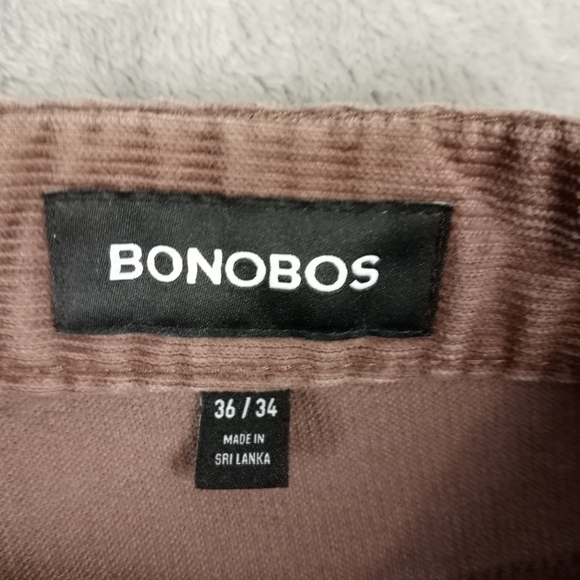 BONOBOS
36 / 34
MADE IN
SRI LANKA